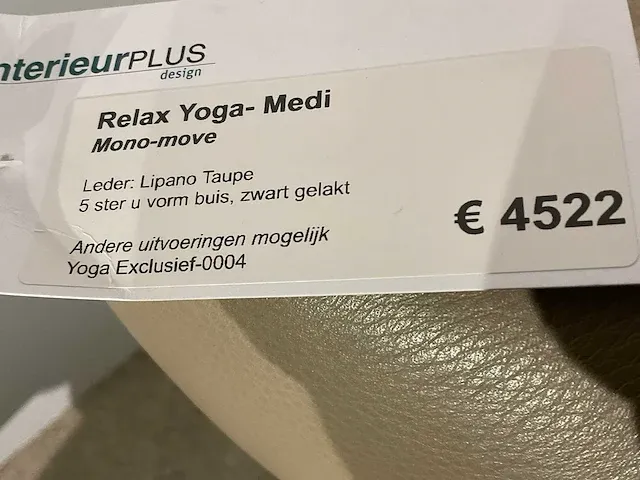 interieurPLUS
design
Relax Yoga- Medi
Mono-move
Leder: Lipano Taupe
5 ster u vorm buis, zwart gelakt
€ 4522
Andere uitvoeringen mogelijk
Yoga Exclusief-0004